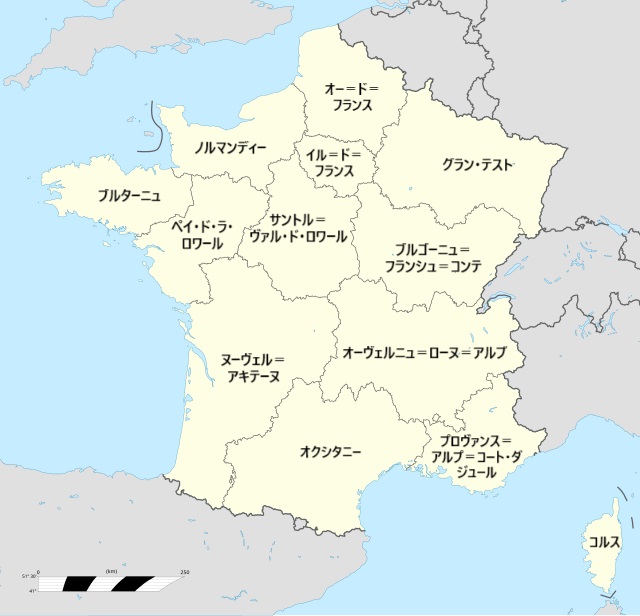 オー=ド=
フランス
ノルマンディー
イル=ド=
フランス
グラン・テスト
ブルターニュ
ペイ・ド・ラ・
ロワール
サントル=
ヴァル・ド・ロワール
ブルゴーニュ=
フランシュ=コンテ
ヌーヴェル=
アキテーヌ
オーヴェルニュ=ローヌ=アルプ
オクシタニー
プロヴァンス=
アルプ=コート・ダ
ジュール
コルス
0 (km) 250
51° 30'
41°